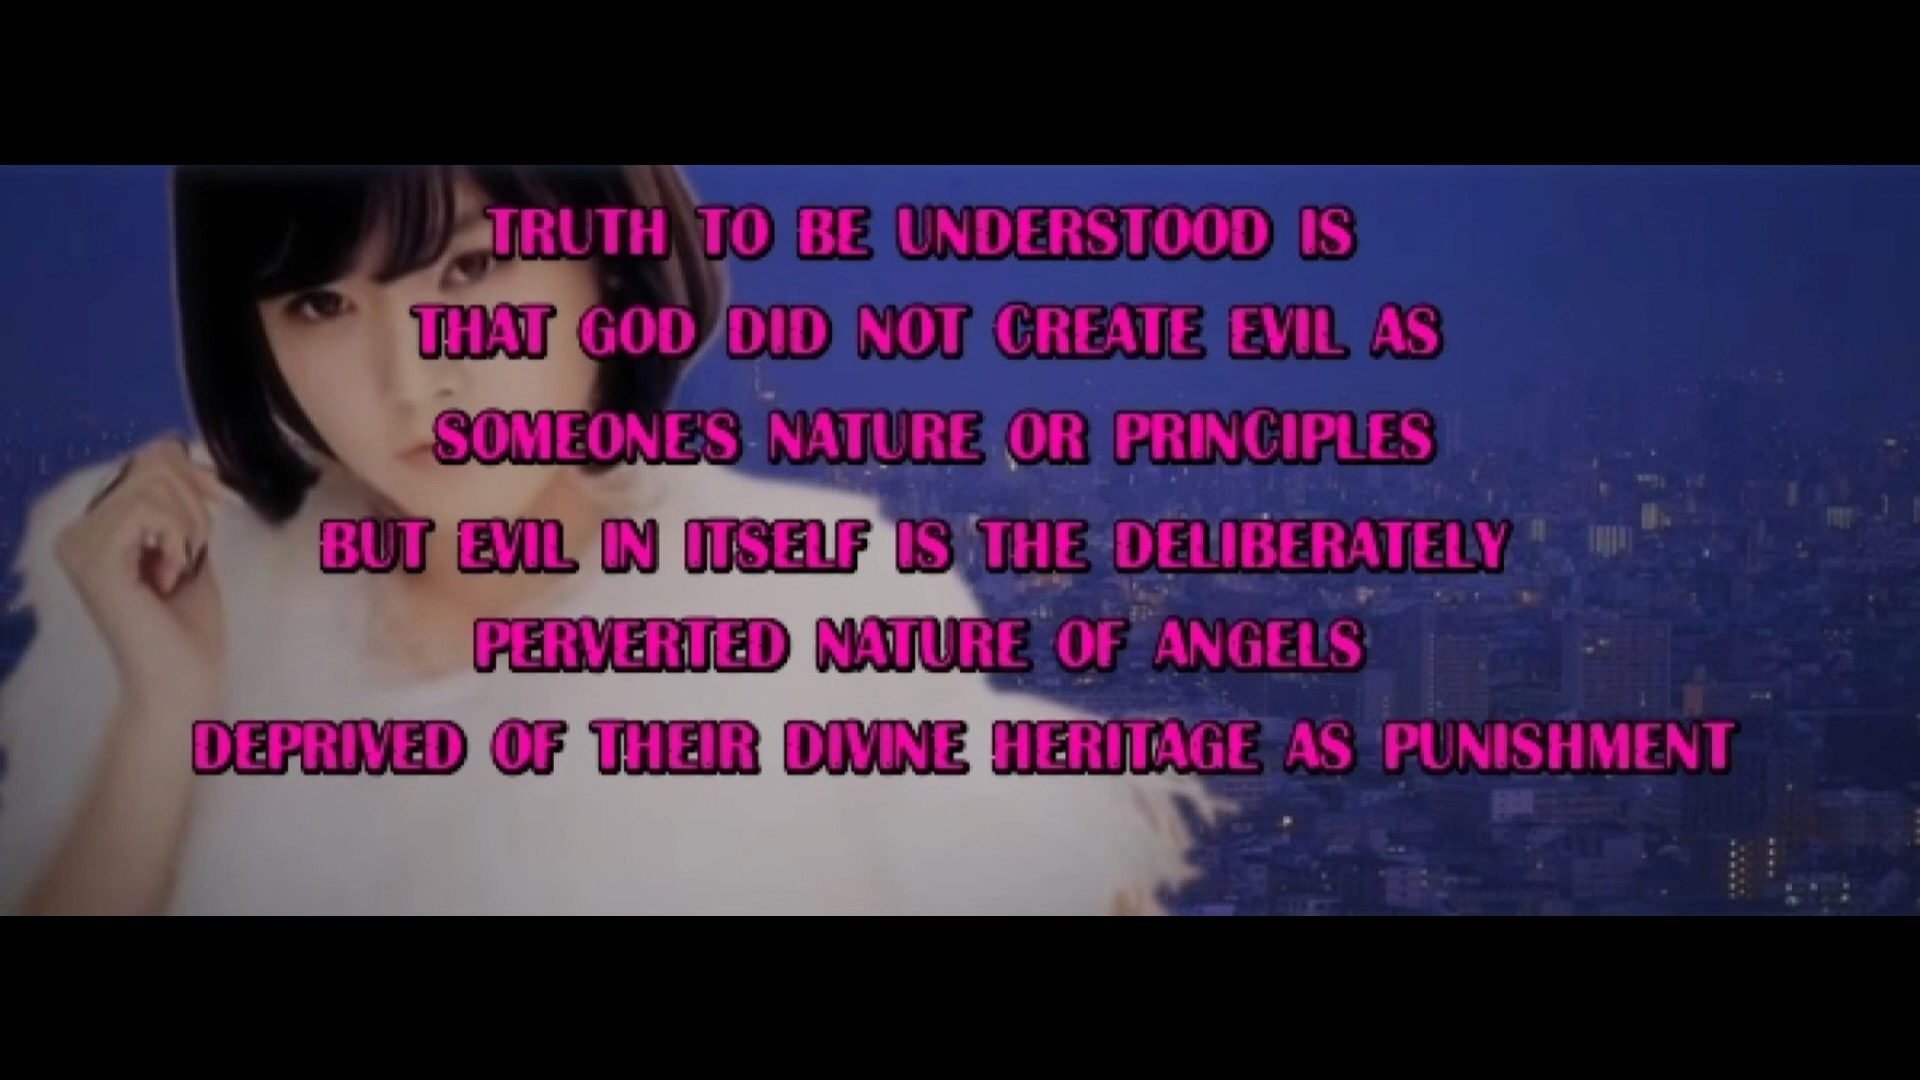 TRUTH TO BE UNDERSTOOD IS
THAT GOD DID NOT CREATE EVIL AS
SOMEONE'S NATURE OR PRINCIPLES
BUT EVIL IN ITSELF IS THE DELIBERATELY
PERVERTED NATURE OF ANGELS
DEPRIVED OF THEIR DIVINE HERITAGE AS PUNISHMENT